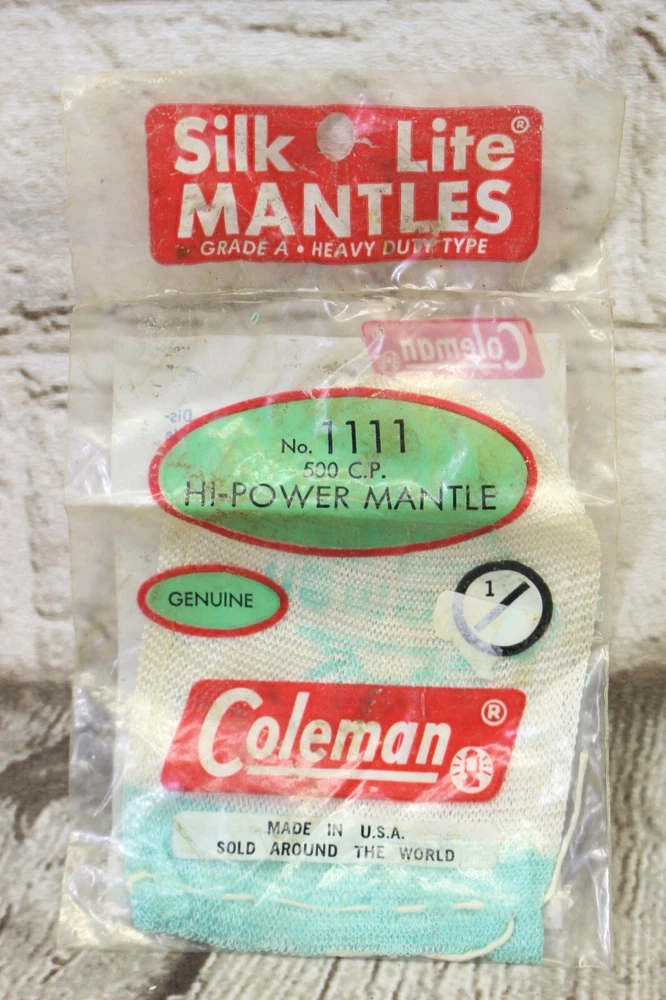 Silk Lite®
MANTLES
GRADE A • HEAVY DUTY TYPE
Coleman
Dis-
No. 1111
500 C.P.
HI-POWER MANTLE
GENUINE
1
Coleman®
MADE IN U.S.A.
SOLD AROUND THE WORLD